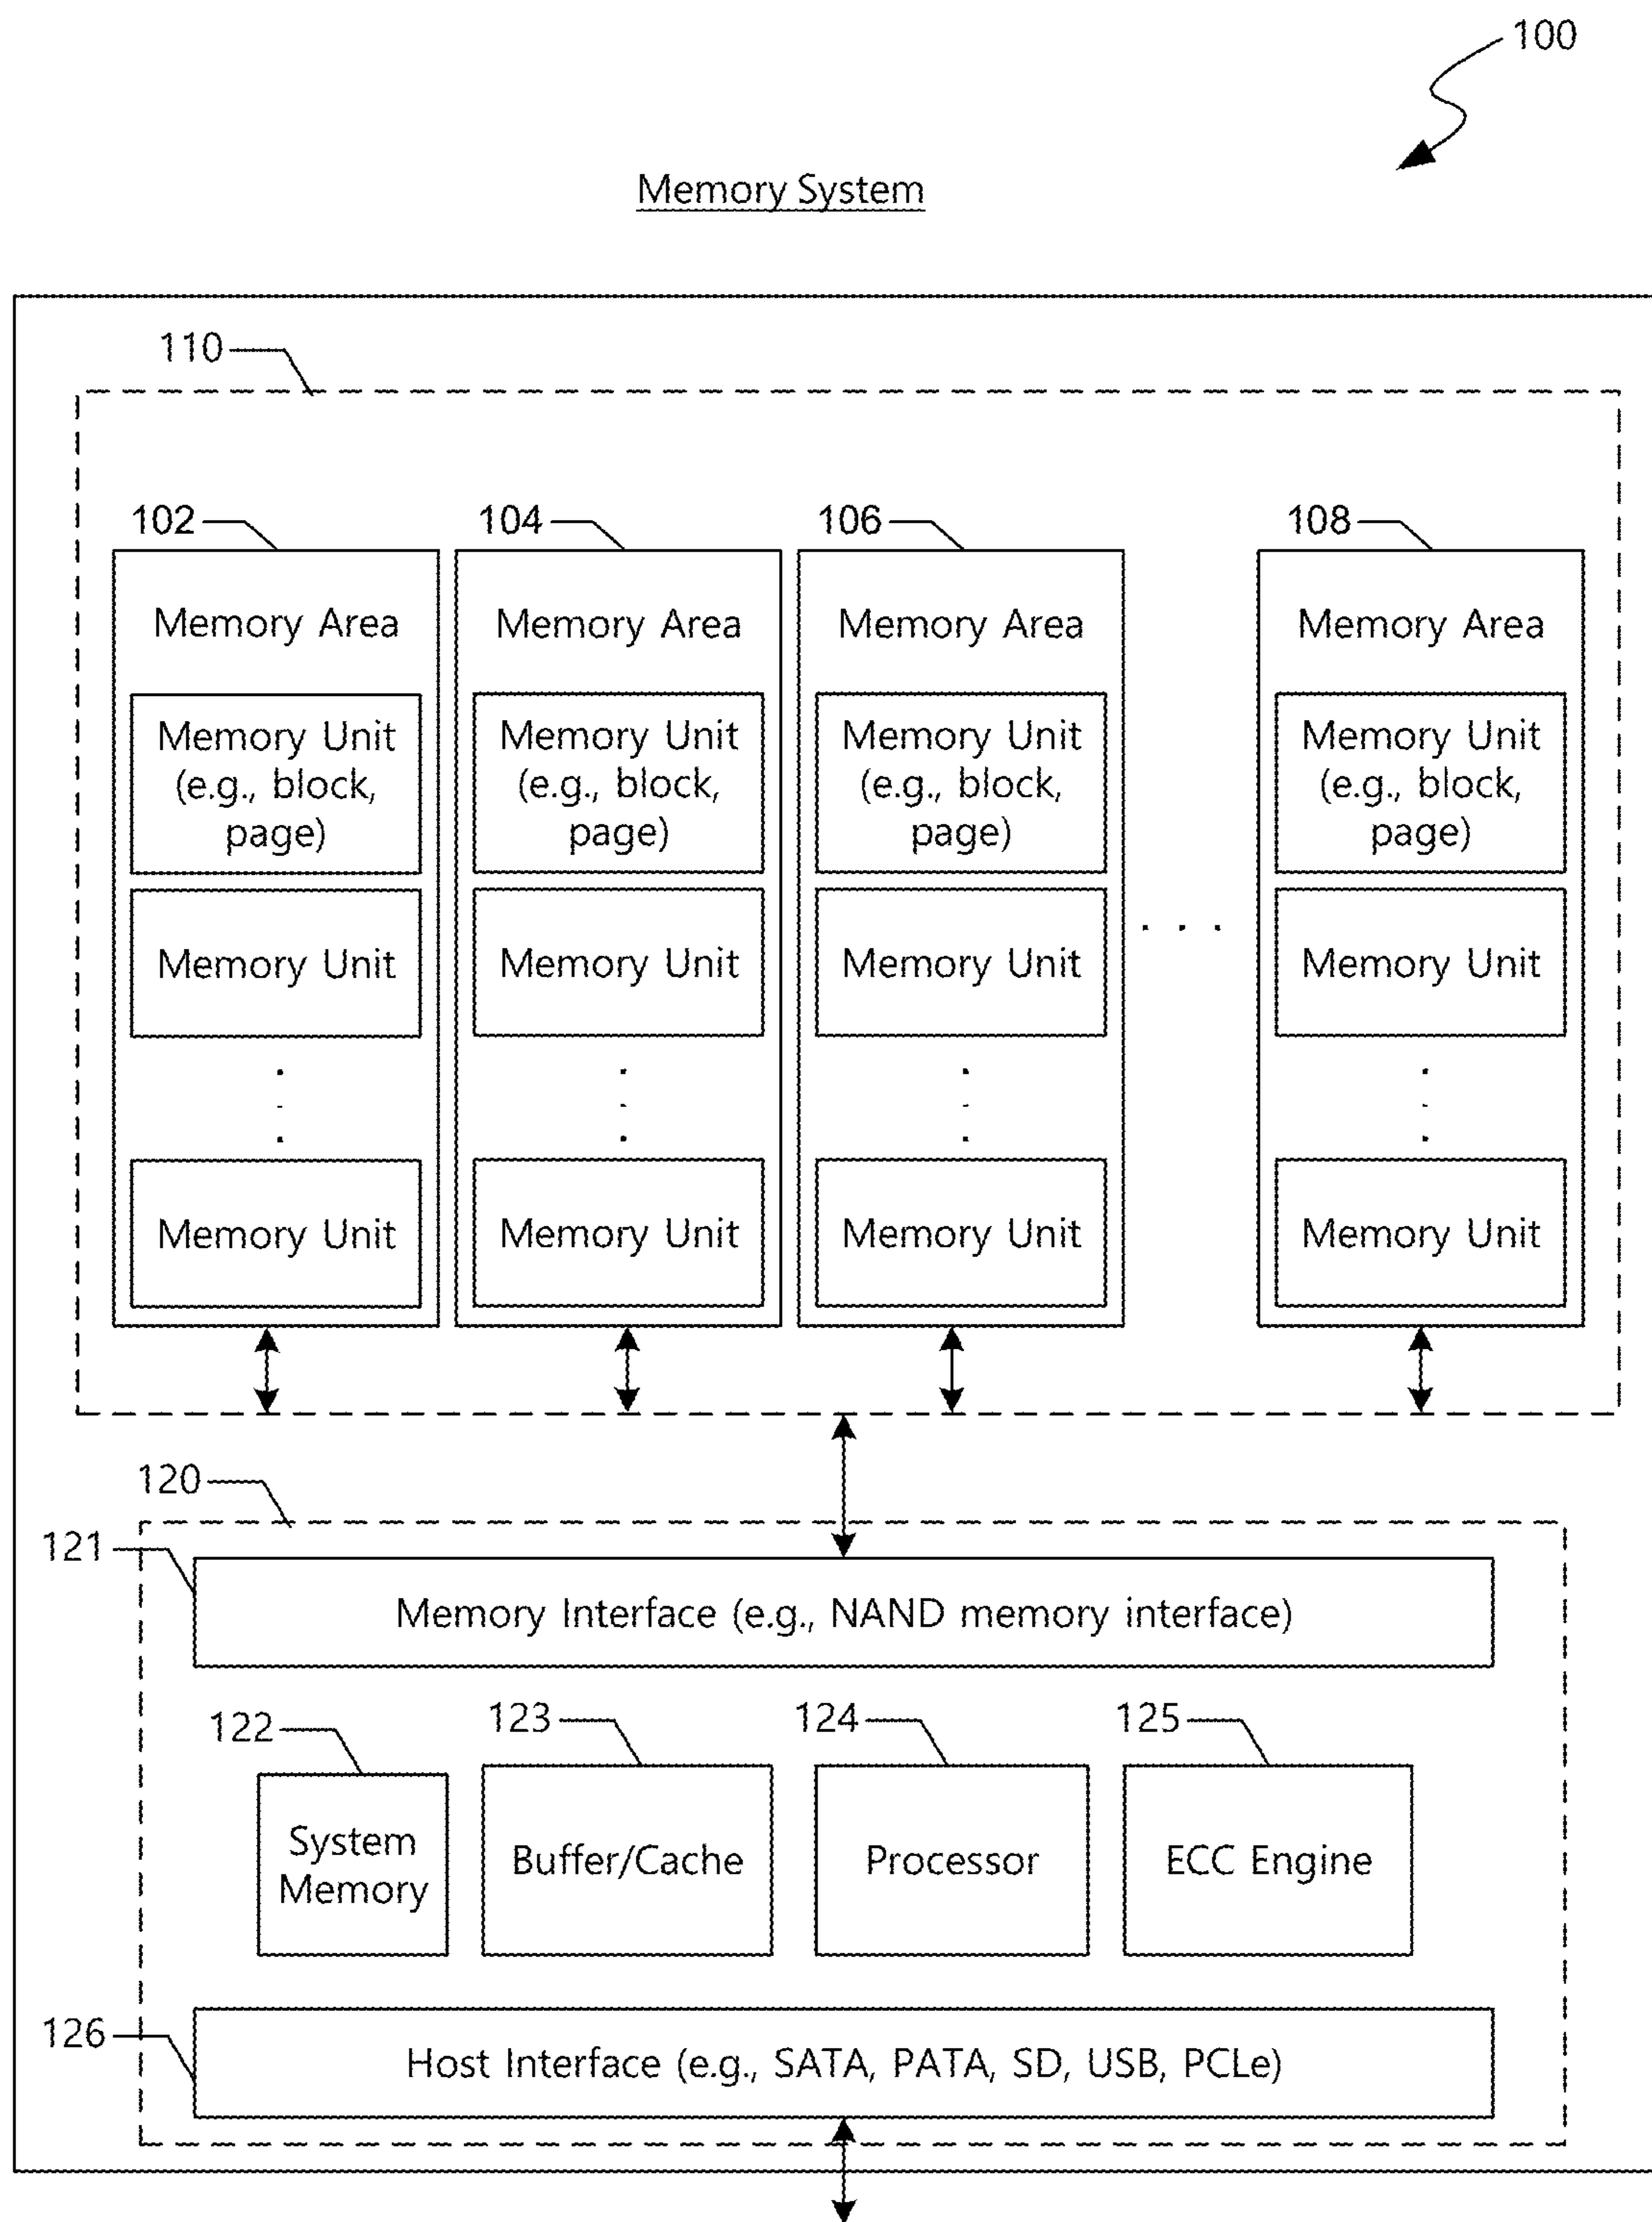 100
Memory System
110
102
104
106
108
Memory Area
Memory Area
Memory Area
Memory Area
Memory Unit
(e.g., block,
page)
Memory Unit
(e.g., block,
page)
Memory Unit
(e.g., block,
page)
Memory Unit
(e.g., block,
page)
Memory Unit
Memory Unit
Memory Unit
. . .
Memory Unit
Memory Unit
Memory Unit
Memory Unit
Memory Unit
120
121
Memory Interface (e.g., NAND memory interface)
122
123
124
125
System
Memory
Buffer/Cache
Processor
ECC Engine
126
Host Interface (e.g., SATA, PATA, SD, USB, PCLe)